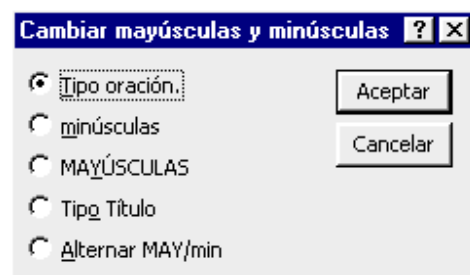 Cambiar mayúsculas y minúsculas ? ×
Tipo oración.
Aceptar
minúsculas
Cancelar
MAYÚSCULAS
Tipo Título
Alternar MAY/min